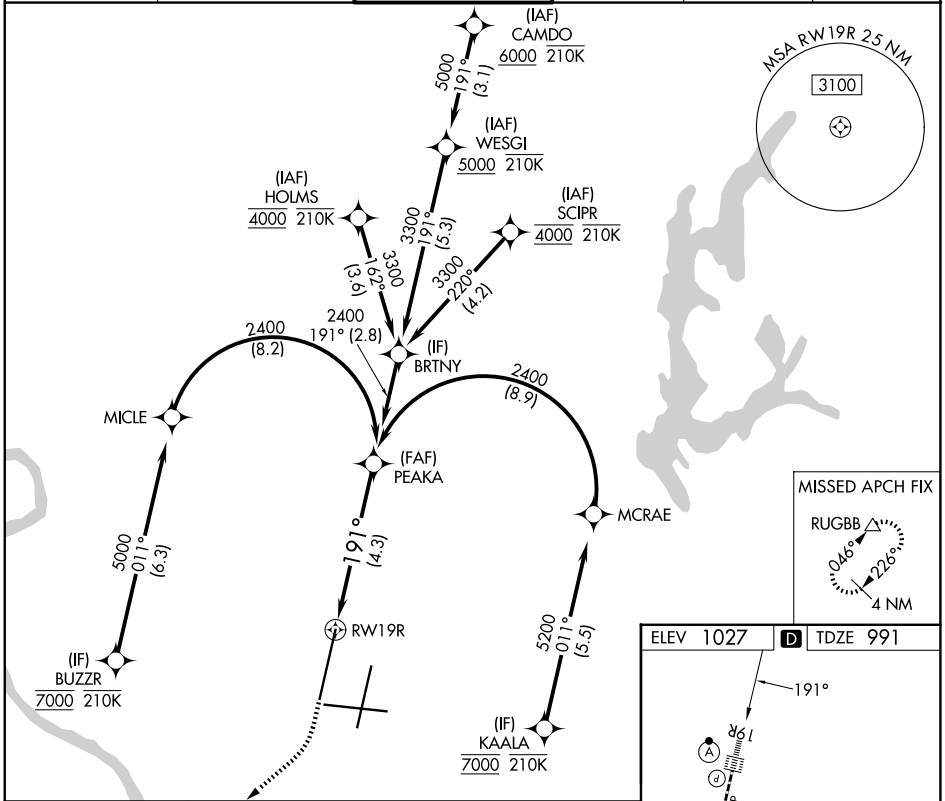 (IAF)
CAMDO
6000 210K
MSA RW19R 25 NM
3100
5000
191°
(3.1)
(IAF)
WESGI
5000 210K
(IAF)
HOLMS
4000 210K
(IAF)
SCIPR
4000 210K
3300
191°
(5.3)
3300
162°
(3.6)
3300
220°
(4.2)
2400
191° (2.8)
2400
(8.2)
(IF)
BRTNY
2400
(8.9)
MICLE
(FAF)
PEAKA
MCRAE
MISSED APCH FIX
RUGBB
046°
226°
4 NM
191°
(4.3)
5000
011°
(6.3)
5200
011°
(5.5)
RW19R
(IF)
BUZZR
7000 210K
(IF)
KAALA
7000 210K
ELEV 1027 D TDZE 991
191°
19R
A
P